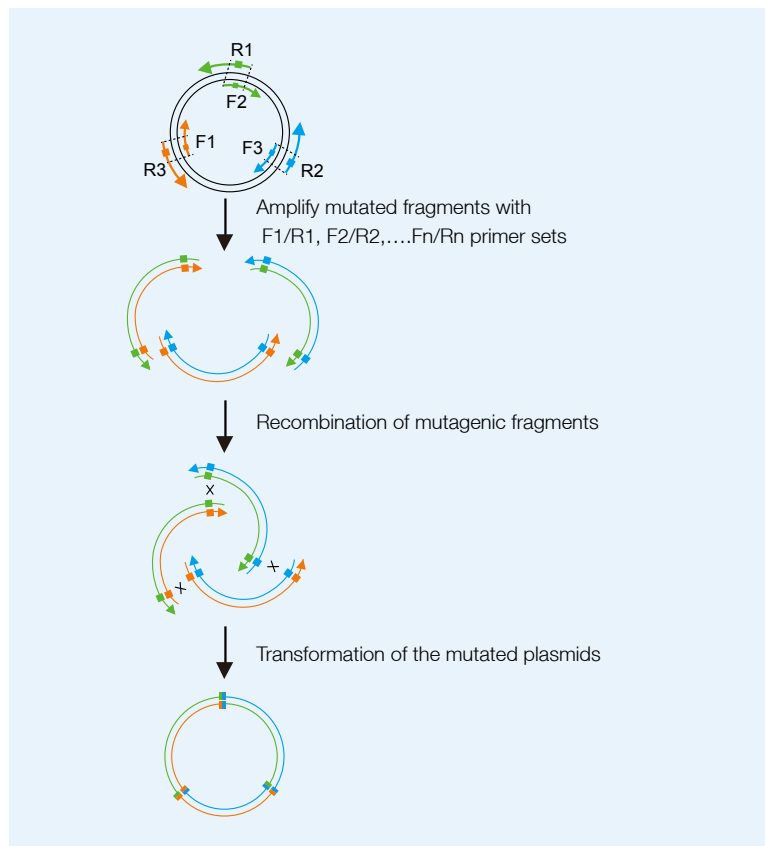 R1
F2
F1
F3
R3
R2
Amplify mutated fragments with
F1/R1, F2/R2,....Fn/Rn primer sets
Recombination of mutagenic fragments
X
X
X
Transformation of the mutated plasmids